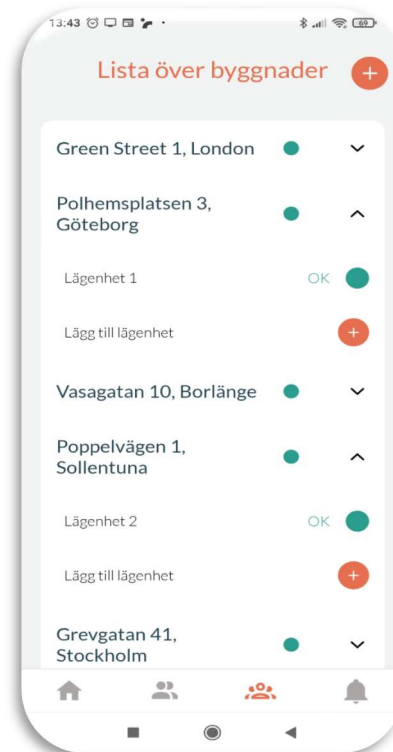 13:43
69
Lista över byggnader
+
Green Street 1, London
Polhemsplatsen 3,
Göteborg
Lägenhet 1 OK
Lägg till lägenhet +
Vasagatan 10, Borlänge
Poppelvägen 1,
Sollentuna
Lägenhet 2 OK
Lägg till lägenhet +
Grevgatan 41,
Stockholm